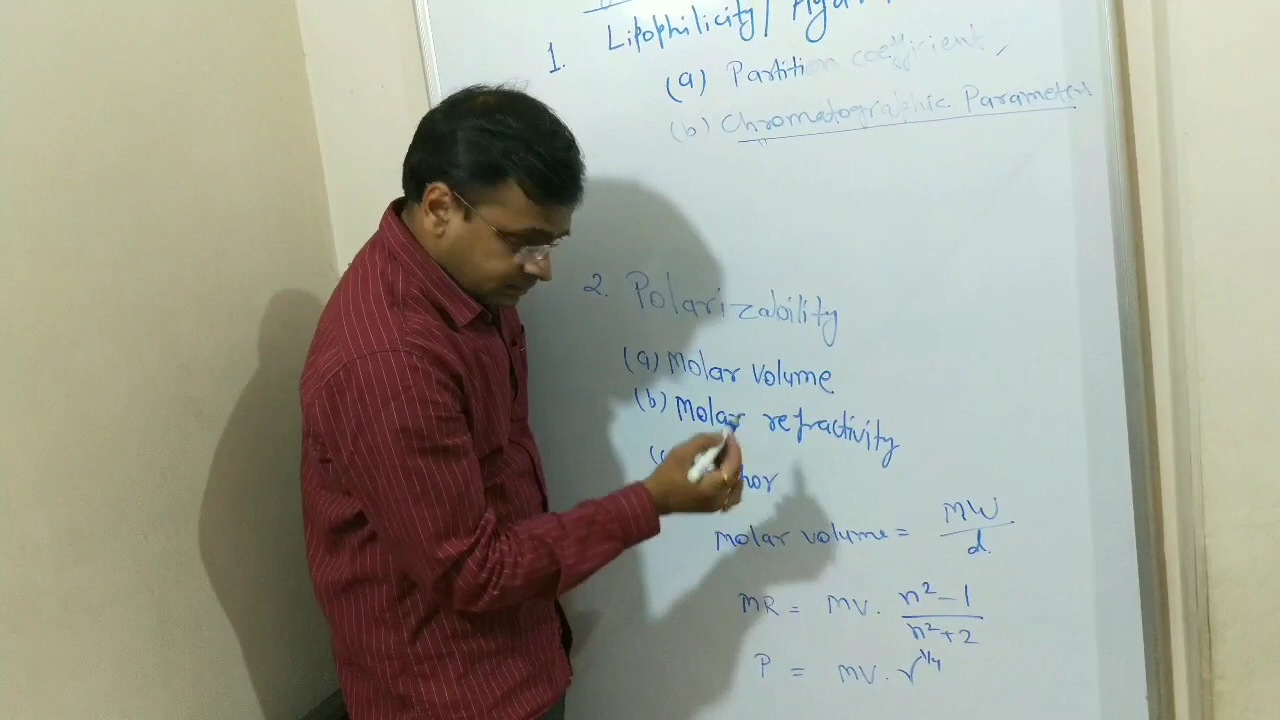 1. Lipophilicity/
(a) Partition coefficient,
(b) Chromatographic Parameters
2. Polarizability
(a) Molar Volume
(b) Molar refractivity
molar volume = MW/d.
MR = MV. n²-1/n²+2
P = MV. γ^1/4